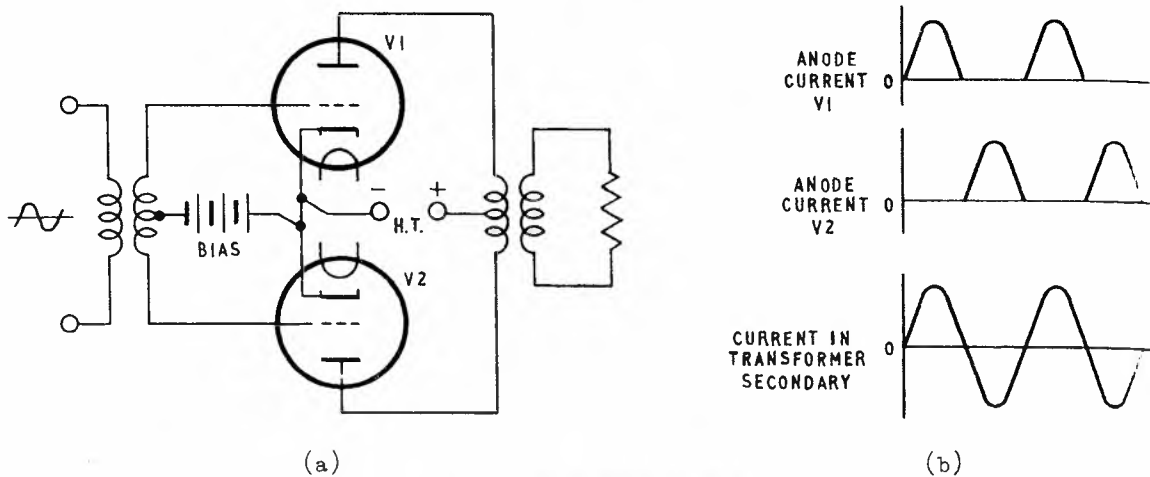 V1
BIAS
−
+
H.T.
V2
(a)
ANODE
CURRENT
V1
0
ANODE
CURRENT
V2
0
CURRENT IN
TRANSFORMER
SECONDARY
0
(b)